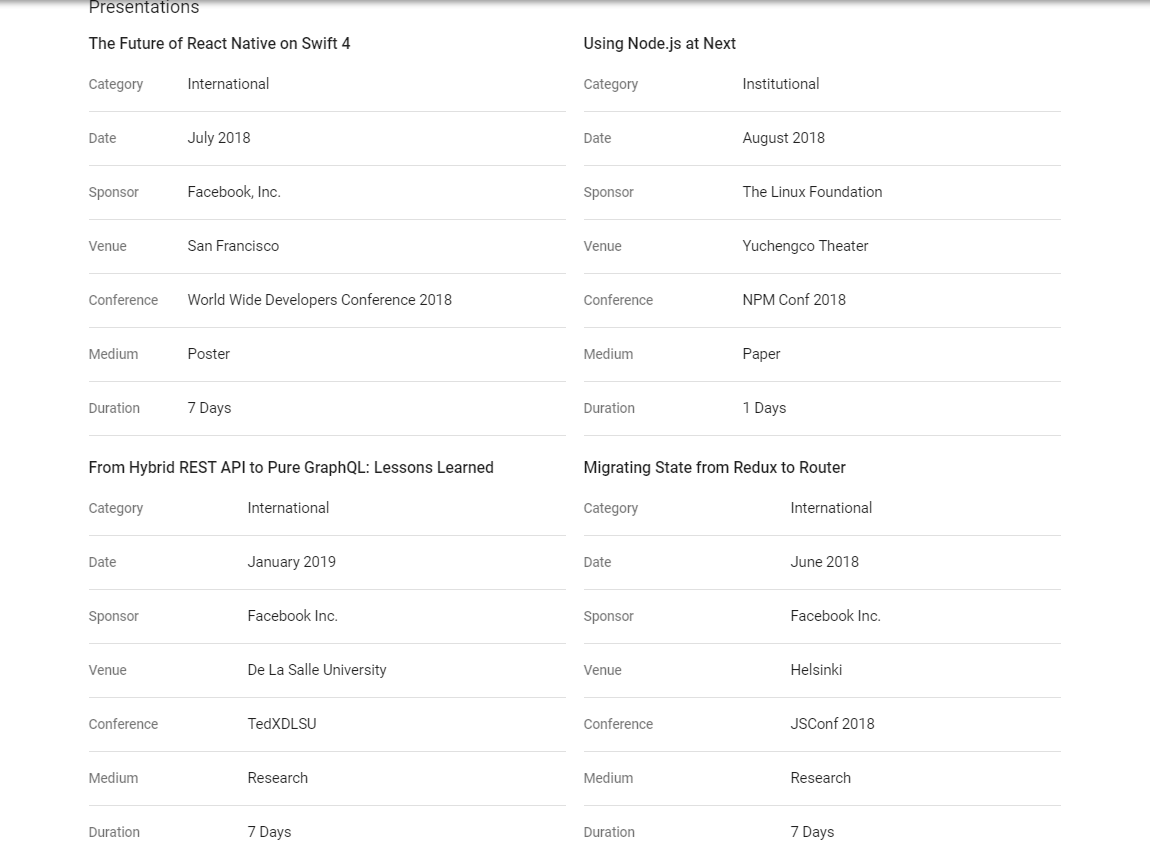 Presentations
The Future of React Native on Swift 4
Category International
Date July 2018
Sponsor Facebook, Inc.
Venue San Francisco
Conference World Wide Developers Conference 2018
Medium Poster
Duration 7 Days
Using Node.js at Next
Category Institutional
Date August 2018
Sponsor The Linux Foundation
Venue Yuchengco Theater
Conference NPM Conf 2018
Medium Paper
Duration 1 Days
From Hybrid REST API to Pure GraphQL: Lessons Learned
Category International
Date January 2019
Sponsor Facebook Inc.
Venue De La Salle University
Conference TedXDLSU
Medium Research
Duration 7 Days
Migrating State from Redux to Router
Category International
Date June 2018
Sponsor Facebook Inc.
Venue Helsinki
Conference JSConf 2018
Medium Research
Duration 7 Days